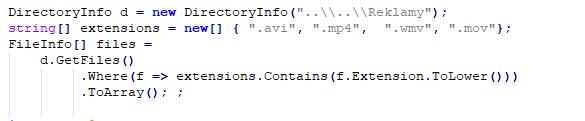 DirectoryInfo d = new DirectoryInfo("..\\..\\Reklamy");
string[] extensions = new[] { ".avi", ".mp4",  ".wmv", ".mov"};
FileInfo[] files =
    d.GetFiles()
         .Where(f => extensions.Contains(f.Extension.ToLower()))
         .ToArray(); ;